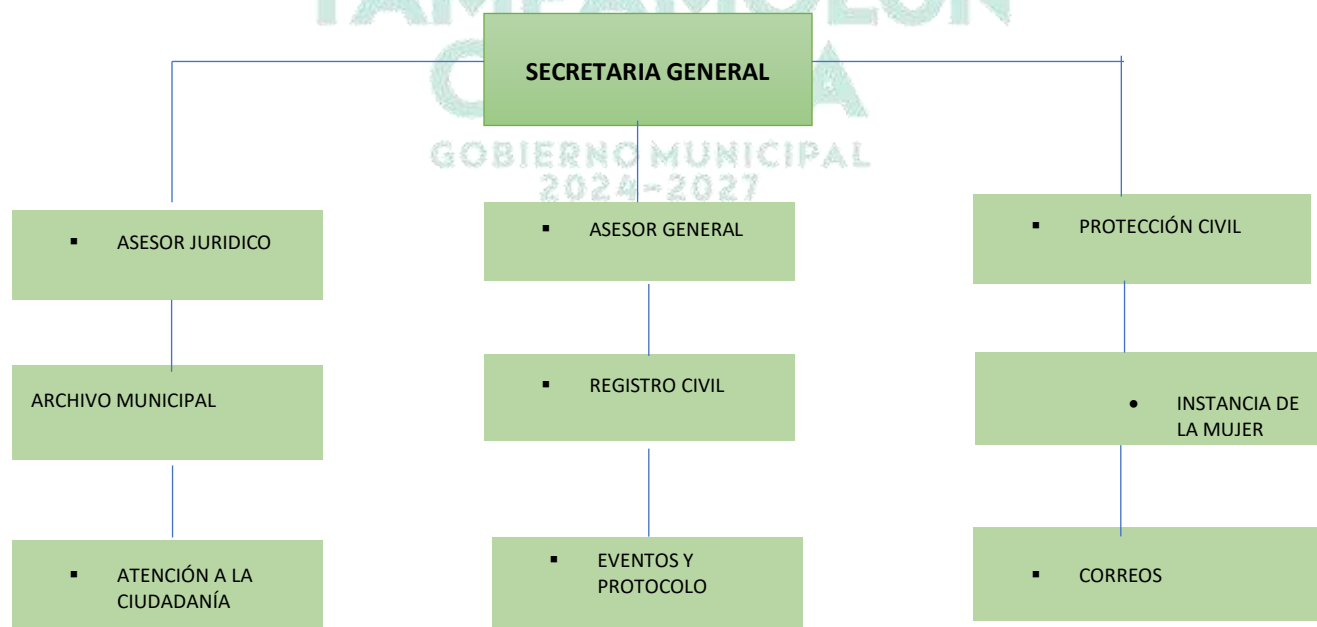 SECRETARIA GENERAL
GOBIERNO MUNICIPAL
2024-2027
▪ ASESOR JURIDICO
▪ ASESOR GENERAL
▪ PROTECCIÓN CIVIL
ARCHIVO MUNICIPAL
▪ REGISTRO CIVIL
• INSTANCIA DE
LA MUJER
▪ ATENCIÓN A LA
CIUDADANÍA
▪ EVENTOS Y
PROTOCOLO
▪ CORREOS